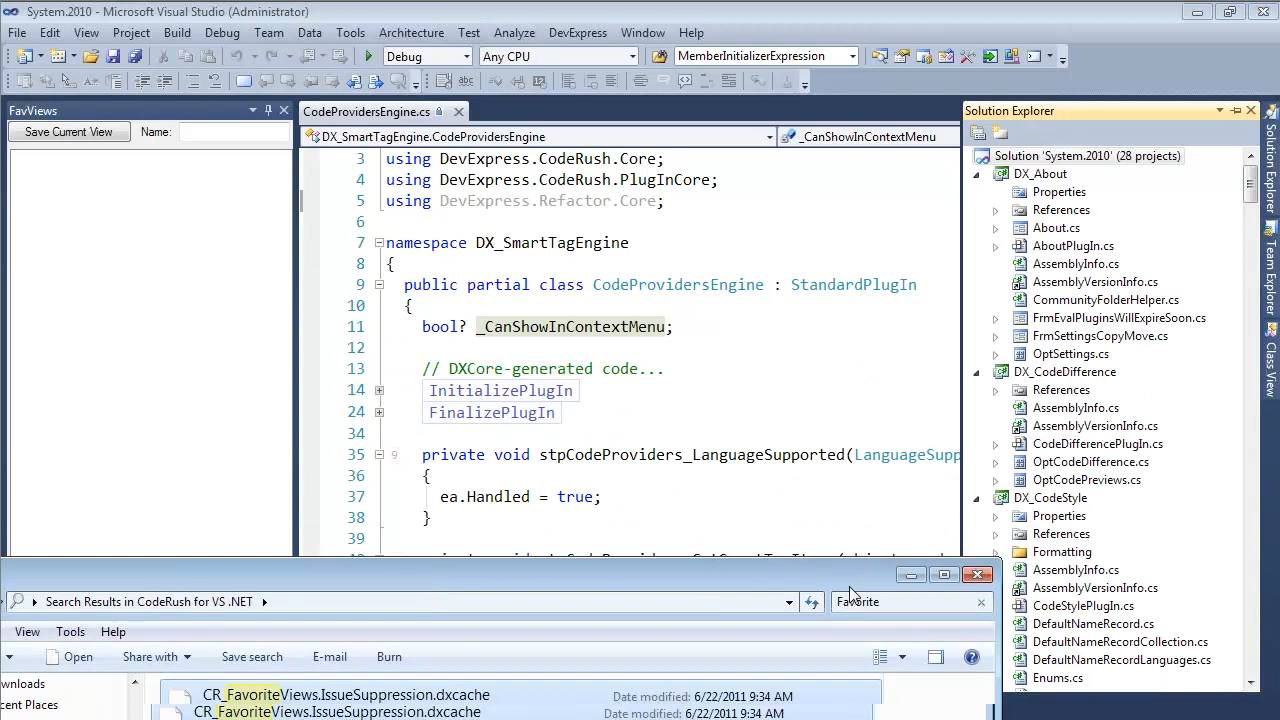 System.2010 - Microsoft Visual Studio (Administrator)
File Edit View Project Build Debug Team Data Tools Architecture Test Analyze DevExpress Window Help
Debug Any CPU MemberInitializerExpression
FavViews
Save Current View Name:
CodeProvidersEngine.cs
DX_SmartTagEngine.CodeProvidersEngine _CanShowInContextMenu
3 using DevExpress.CodeRush.Core;
4 using DevExpress.CodeRush.PlugInCore;
5 using DevExpress.Refactor.Core;
6
7 namespace DX_SmartTagEngine
8 {
9 public partial class CodeProvidersEngine : StandardPlugIn
10 {
11 bool? _CanShowInContextMenu;
12
13 // DXCore-generated code...
14 InitializePlugIn
24 FinalizePlugIn
34
35 9 private void stpCodeProviders_LanguageSupported(LanguageSupp
36 {
37 ea.Handled = true;
38 }
39
Solution Explorer
Solution 'System.2010' (28 projects)
DX_About
Properties
References
About.cs
AboutPlugIn.cs
AssemblyInfo.cs
AssemblyVersionInfo.cs
CommunityFolderHelper.cs
FrmEvalPluginsWillExpireSoon.cs
FrmSettingsCopyMove.cs
OptSettings.cs
DX_CodeDifference
References
AssemblyInfo.cs
AssemblyVersionInfo.cs
CodeDifferencePlugIn.cs
OptCodeDifference.cs
OptCodePreviews.cs
DX_CodeStyle
Properties
References
Formatting
AssemblyInfo.cs
AssemblyVersionInfo.cs
CodeStylePlugIn.cs
DefaultNameRecord.cs
DefaultNameRecordCollection.cs
DefaultNameRecordLanguages.cs
Enums.cs
Solution Explorer
Team Explorer
Class View
Search Results in CodeRush for VS .NET
Favorite
View Tools Help
Open Share with Save search E-mail Burn
wnloads
cent Places
CR_FavoriteViews.IssueSuppression.dxcache Date modified: 6/22/2011 9:34 AM
CR_FavoriteViews.IssueSuppression.dxcache Date modified: 6/22/2011 9:34 AM